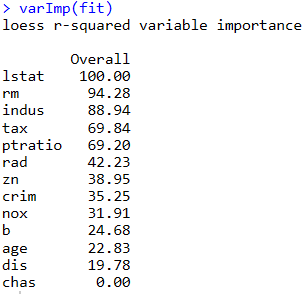 > varImp(fit)
loess r-squared variable importance
Overall
lstat 100.00
rm 94.28
indus 88.94
tax 69.84
ptratio 69.20
rad 42.23
zn 38.95
crim 35.25
nox 31.91
b 24.68
age 22.83
dis 19.78
chas 0.00